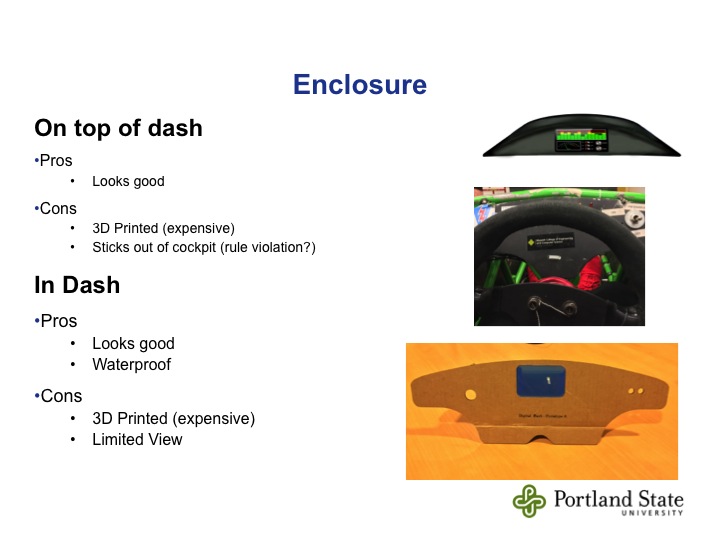 Enclosure
On top of dash
•Pros
• Looks good
•Cons
• 3D Printed (expensive)
• Sticks out of cockpit (rule violation?)
In Dash
•Pros
• Looks good
• Waterproof
•Cons
• 3D Printed (expensive)
• Limited View
Portland State
UNIVERSITY